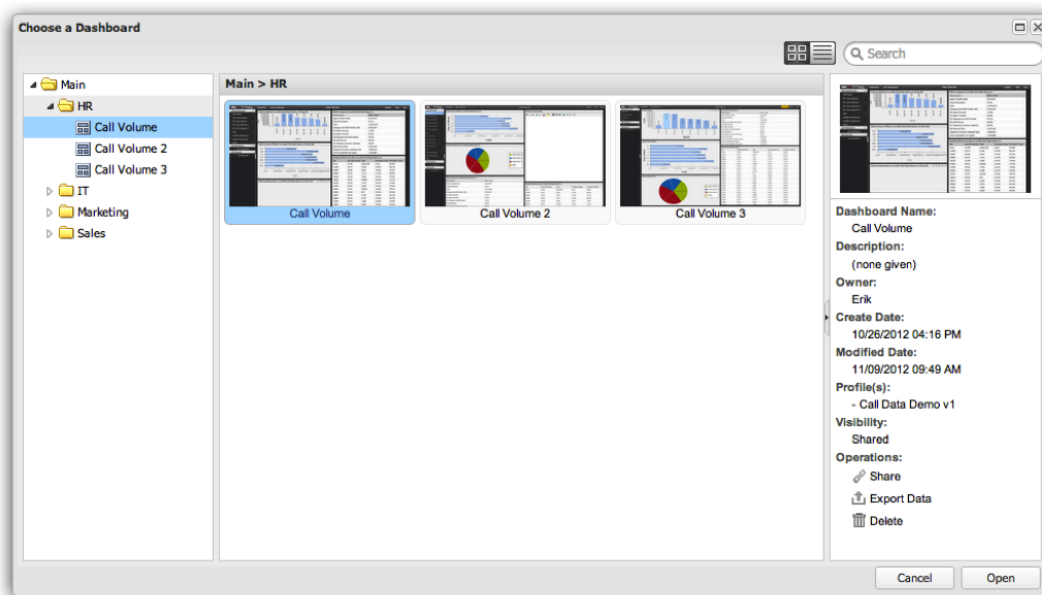 Choose a Dashboard
Search
Main
HR
Call Volume
Call Volume 2
Call Volume 3
IT
Marketing
Sales
Main > HR
Call Volume
Call Volume 2
Call Volume 3
Dashboard Name:
Call Volume
Description:
(none given)
Owner:
Erik
Create Date:
10/26/2012 04:16 PM
Modified Date:
11/09/2012 09:49 AM
Profile(s):
- Call Data Demo v1
Visibility:
Shared
Operations:
Share
Export Data
Delete
Cancel
Open